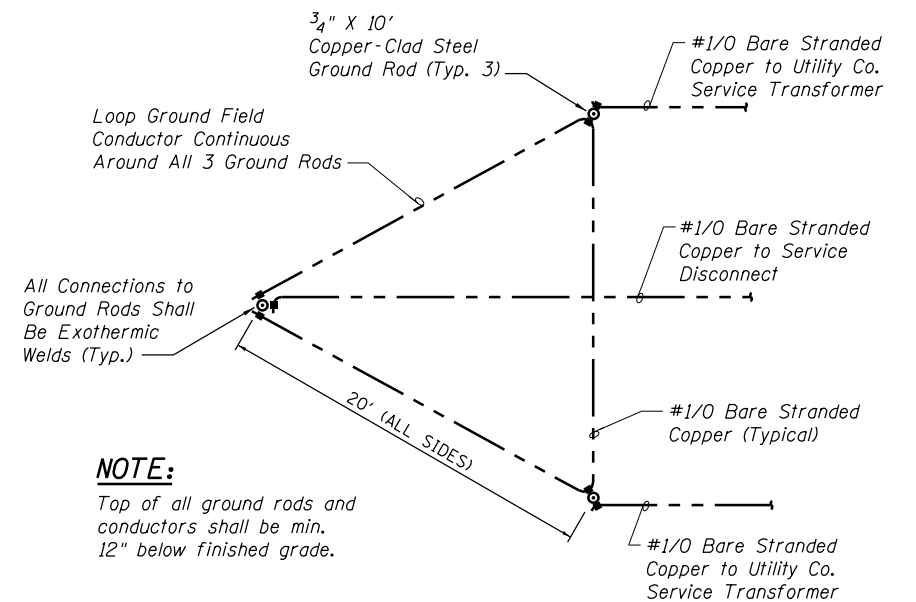 3/4" X 10'
Copper-Clad Steel
Ground Rod (Typ. 3)
#1/0 Bare Stranded
Copper to Utility Co.
Service Transformer
Loop Ground Field
Conductor Continuous
Around All 3 Ground Rods
#1/0 Bare Stranded
Copper to Service
Disconnect
All Connections to
Ground Rods Shall
Be Exothermic
Welds (Typ.)
20' (ALL SIDES)
#1/0 Bare Stranded
Copper (Typical)
NOTE:
Top of all ground rods and
conductors shall be min.
12" below finished grade.
#1/0 Bare Stranded
Copper to Utility Co.
Service Transformer